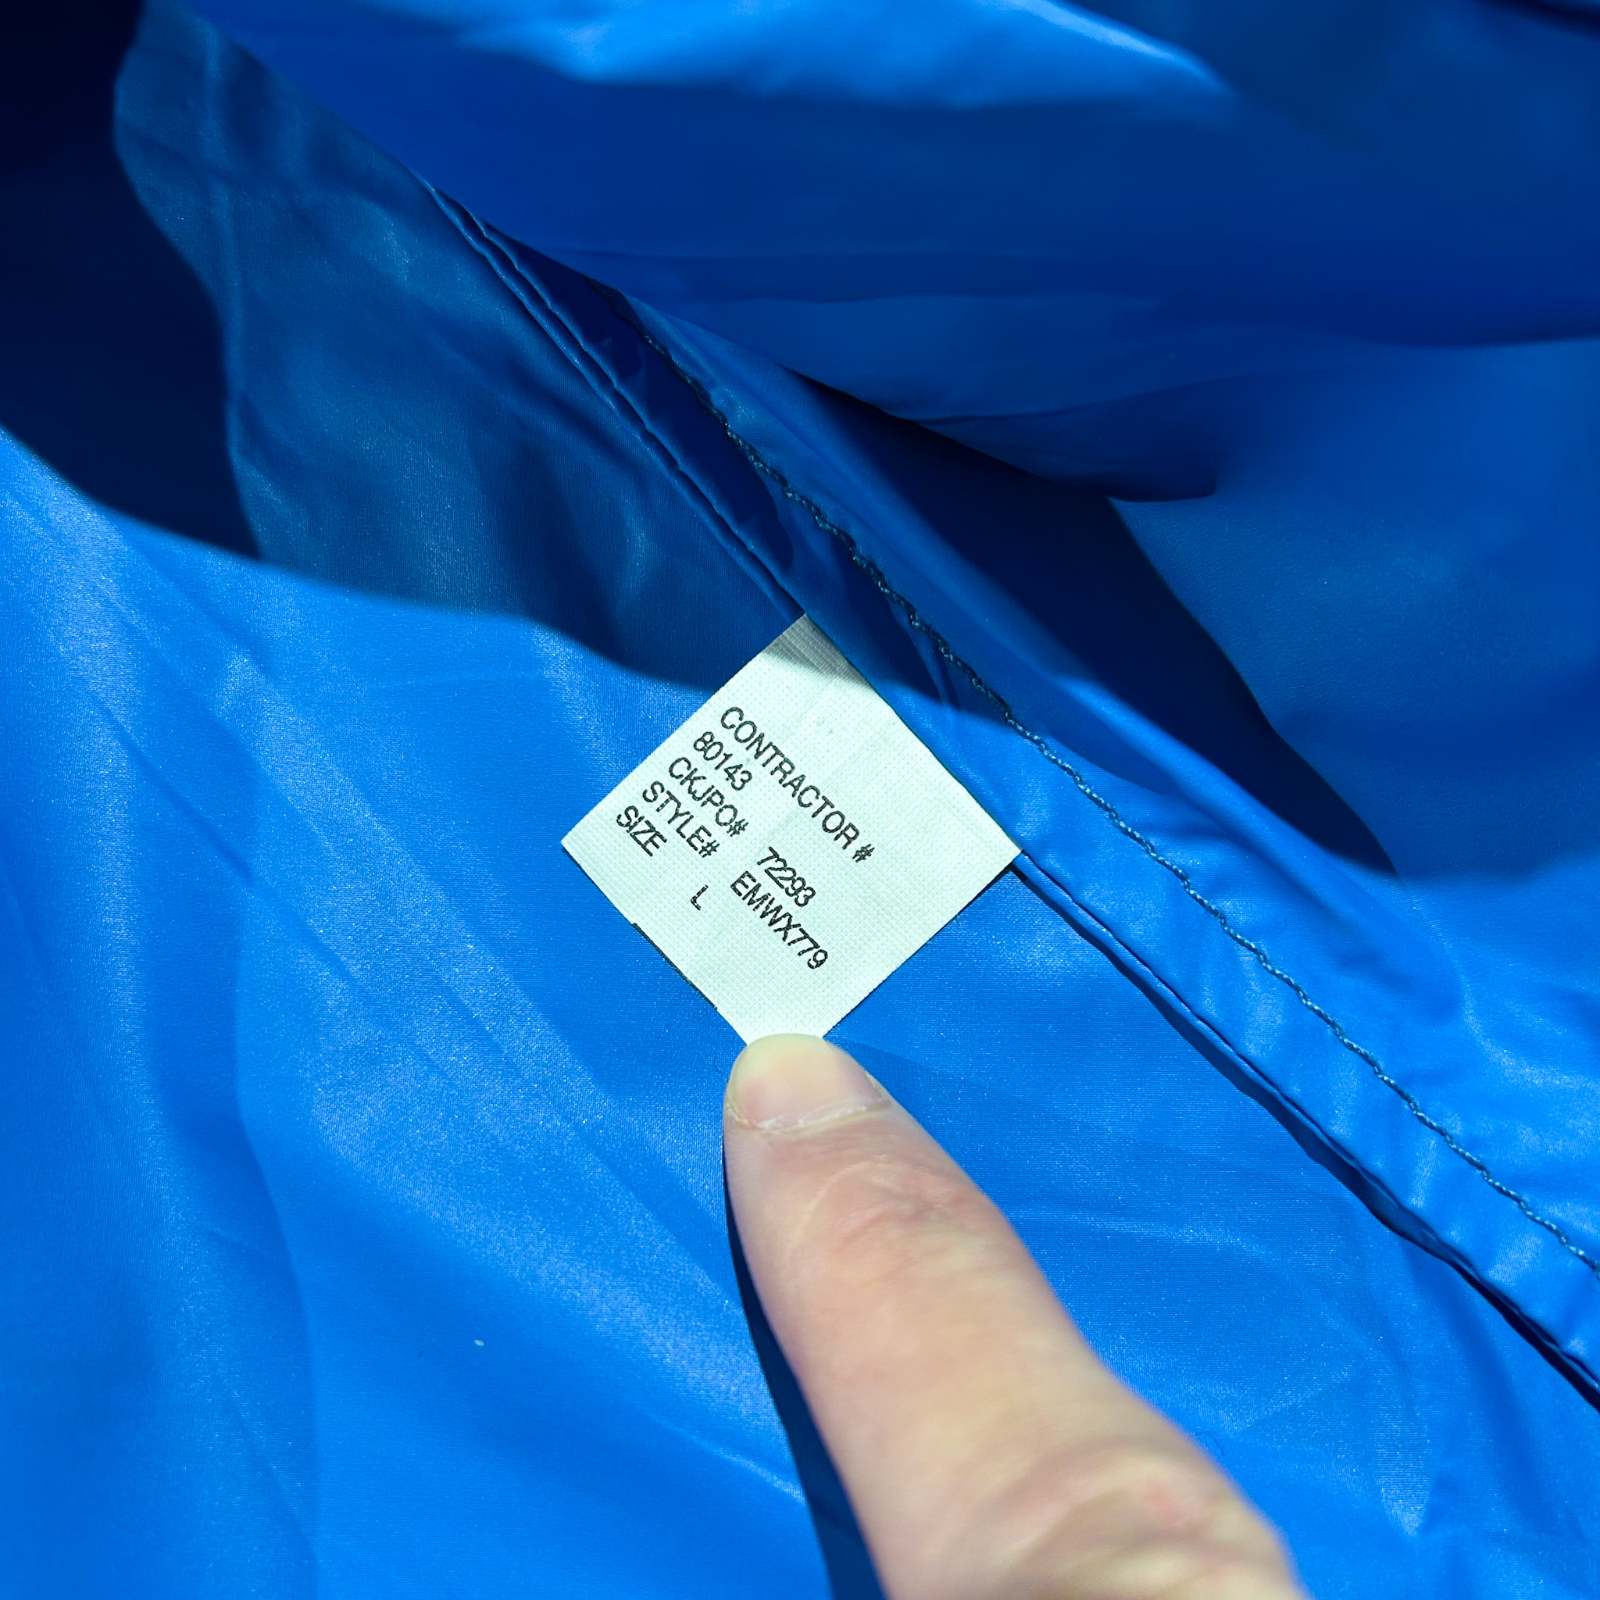 CONTRACTOR #
80143
CKJPO# 72293
STYLE# EMWX779
SIZE L